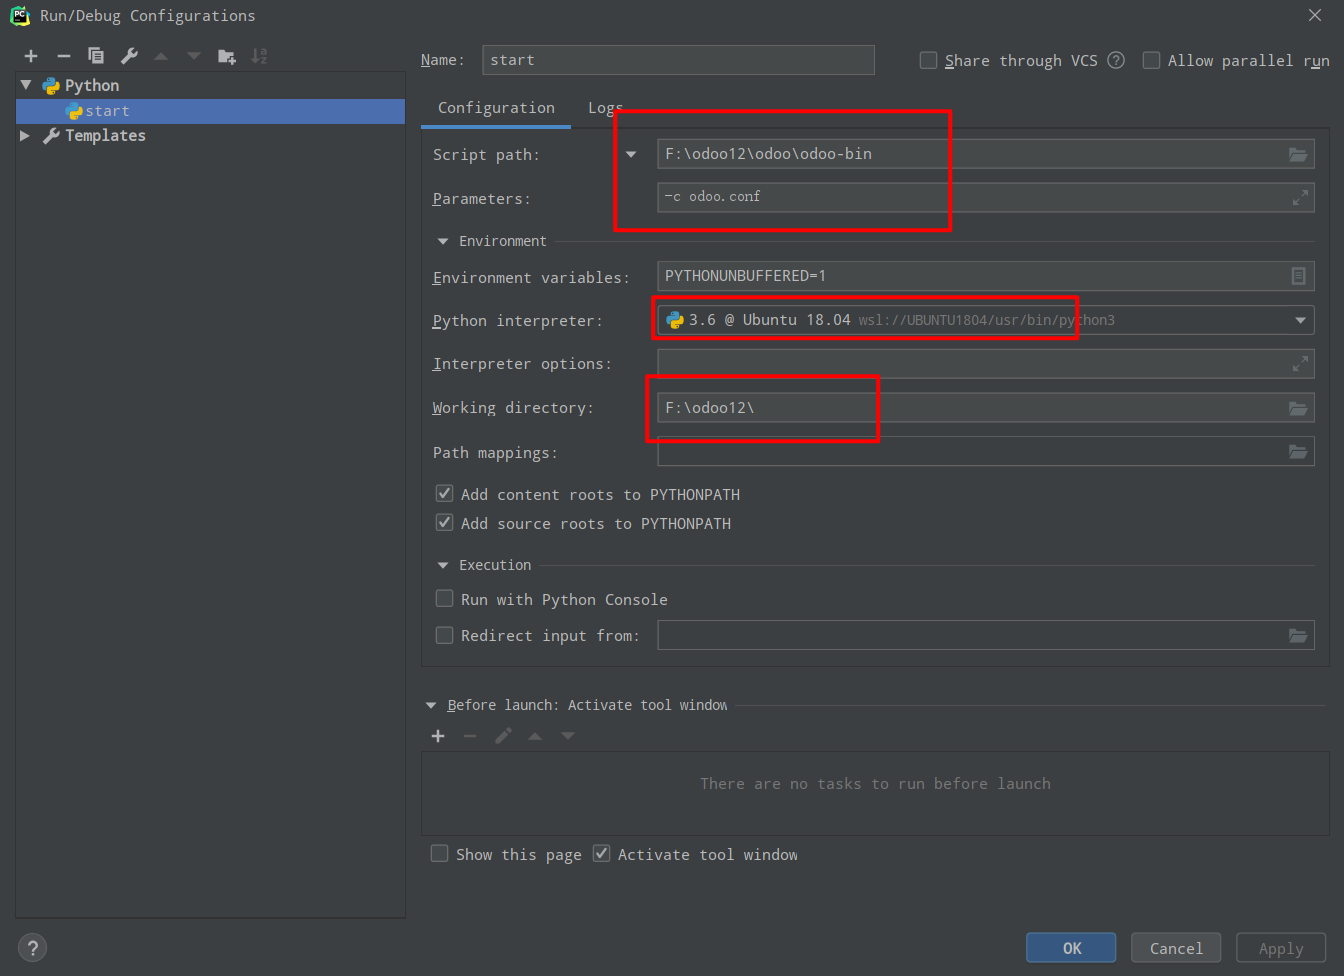 Run/Debug Configurations
Name: start
Share through VCS
Allow parallel run
Python
start
Templates
Configuration Logs
Script path: F:\odoo12\odoo\odoo-bin
Parameters: -c odoo.conf
Environment
Environment variables: PYTHONUNBUFFERED=1
Python interpreter: 3.6 @ Ubuntu 18.04 wsl://UBUNTU1804/usr/bin/python3
Interpreter options:
Working directory: F:\odoo12\
Path mappings:
Add content roots to PYTHONPATH
Add source roots to PYTHONPATH
Execution
Run with Python Console
Redirect input from:
Before launch: Activate tool window
There are no tasks to run before launch
Show this page Activate tool window
OK Cancel Apply